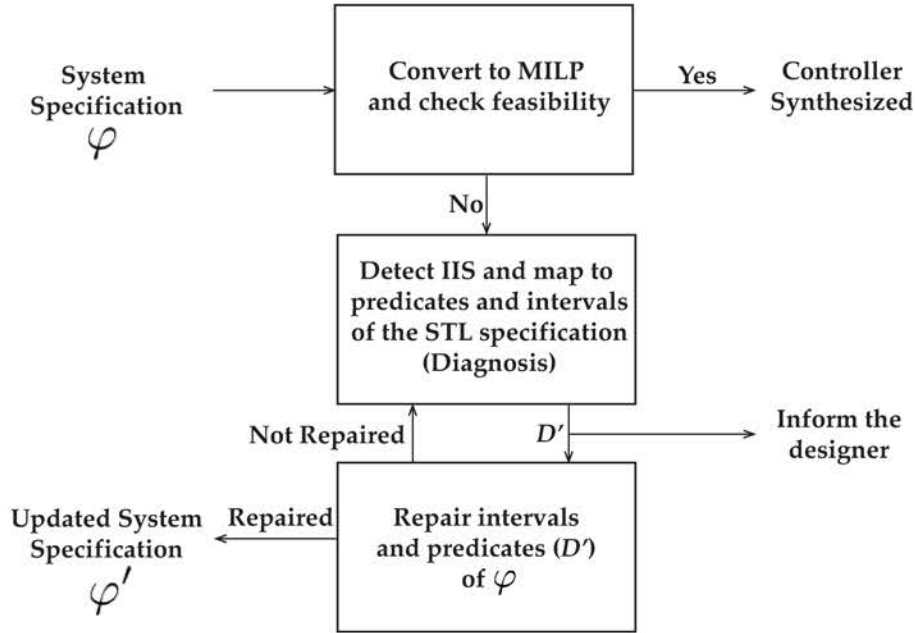 System
Specification
φ
Convert to MILP
and check feasibility
Yes
Controller
Synthesized
No
Detect IIS and map to
predicates and intervals
of the STL specification
(Diagnosis)
Not Repaired
D′
Inform the
designer
Updated System
Specification
φ′
Repaired
Repair intervals
and predicates (D′)
of φ